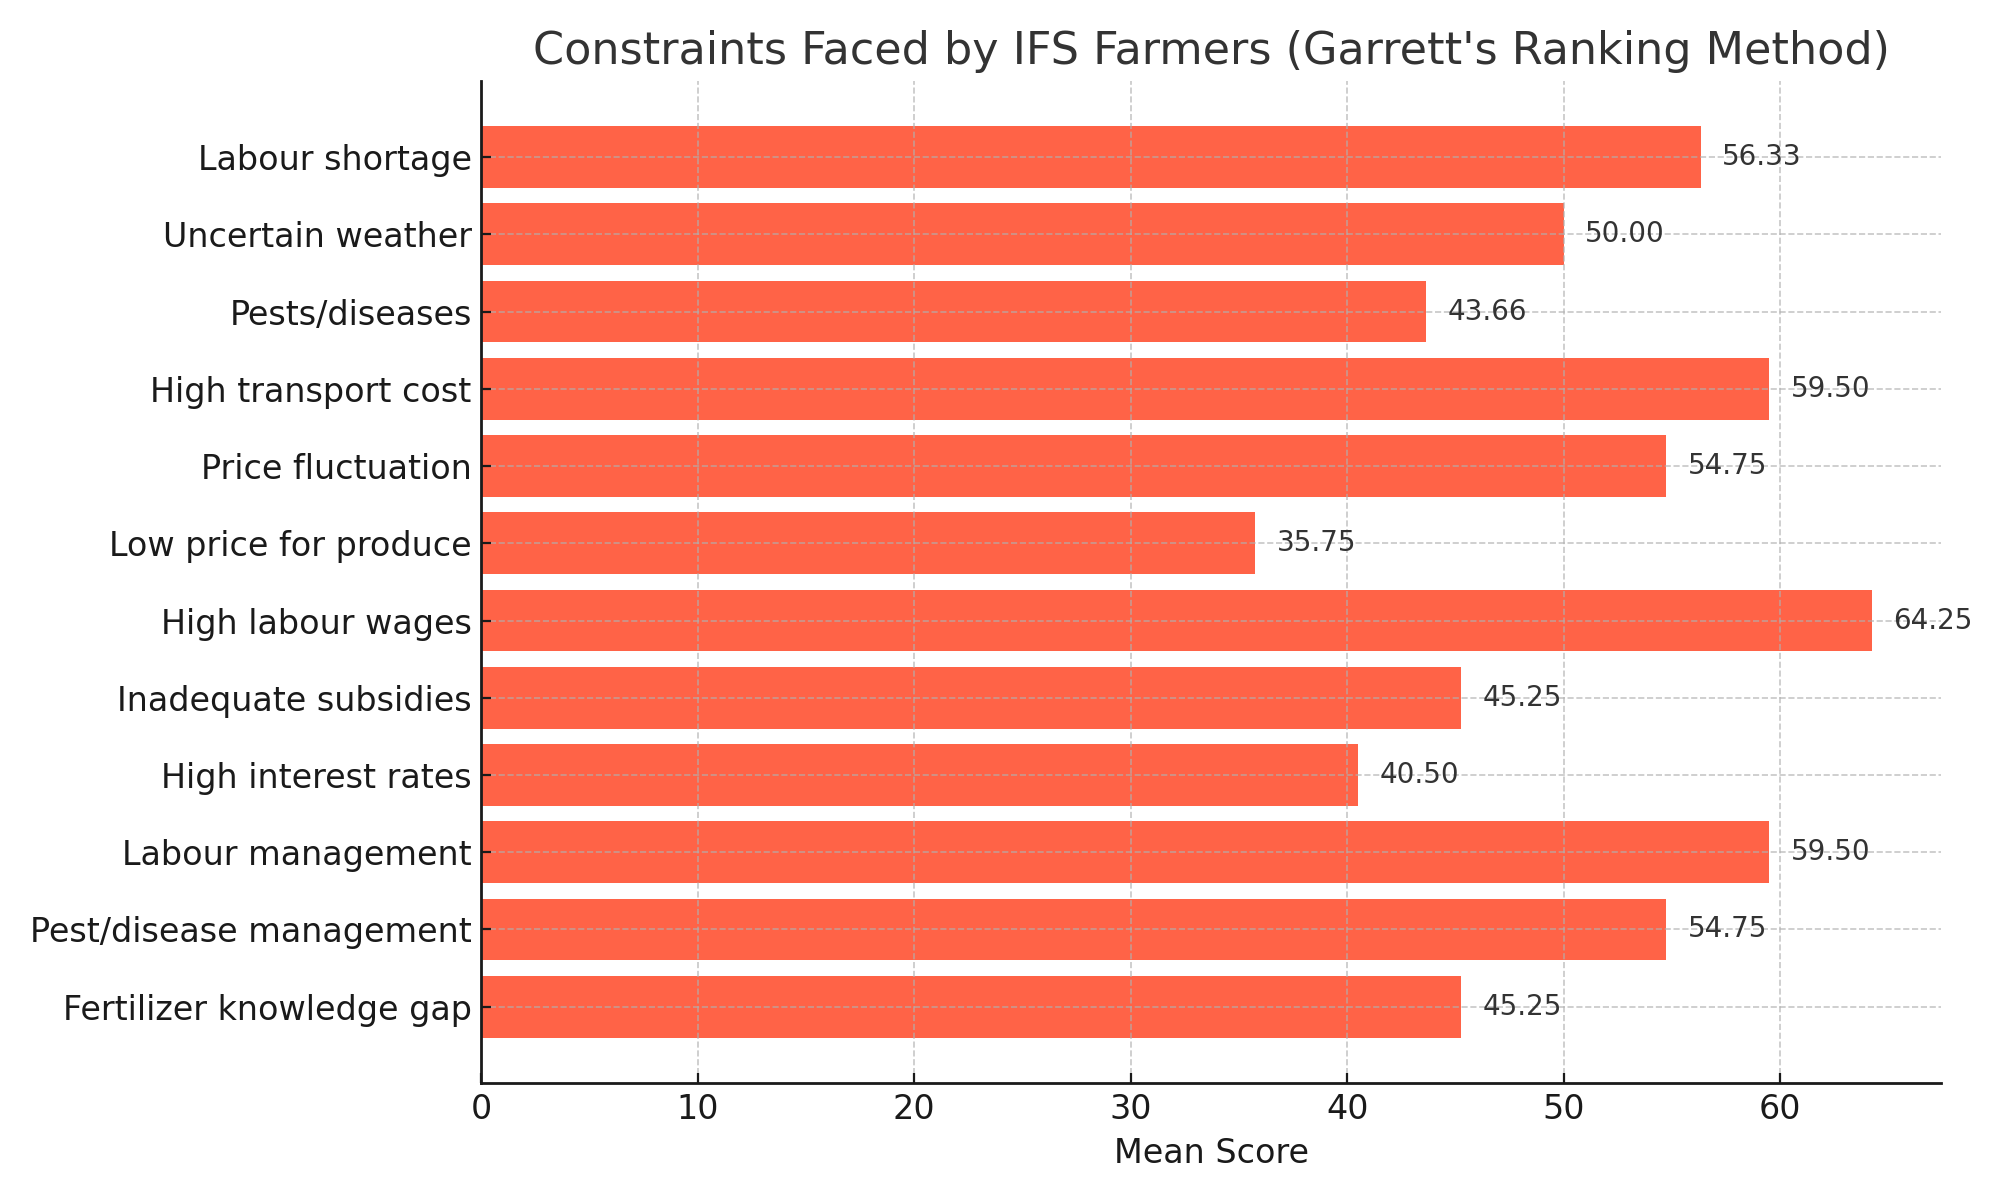 Constraints Faced by IFS Farmers (Garrett's Ranking Method)
Labour shortage 56.33
Uncertain weather 50.00
Pests/diseases 43.66
High transport cost 59.50
Price fluctuation 54.75
Low price for produce 35.75
High labour wages 64.25
Inadequate subsidies 45.25
High interest rates 40.50
Labour management 59.50
Pest/disease management 54.75
Fertilizer knowledge gap 45.25
0 10 20 30 40 50 60
Mean Score